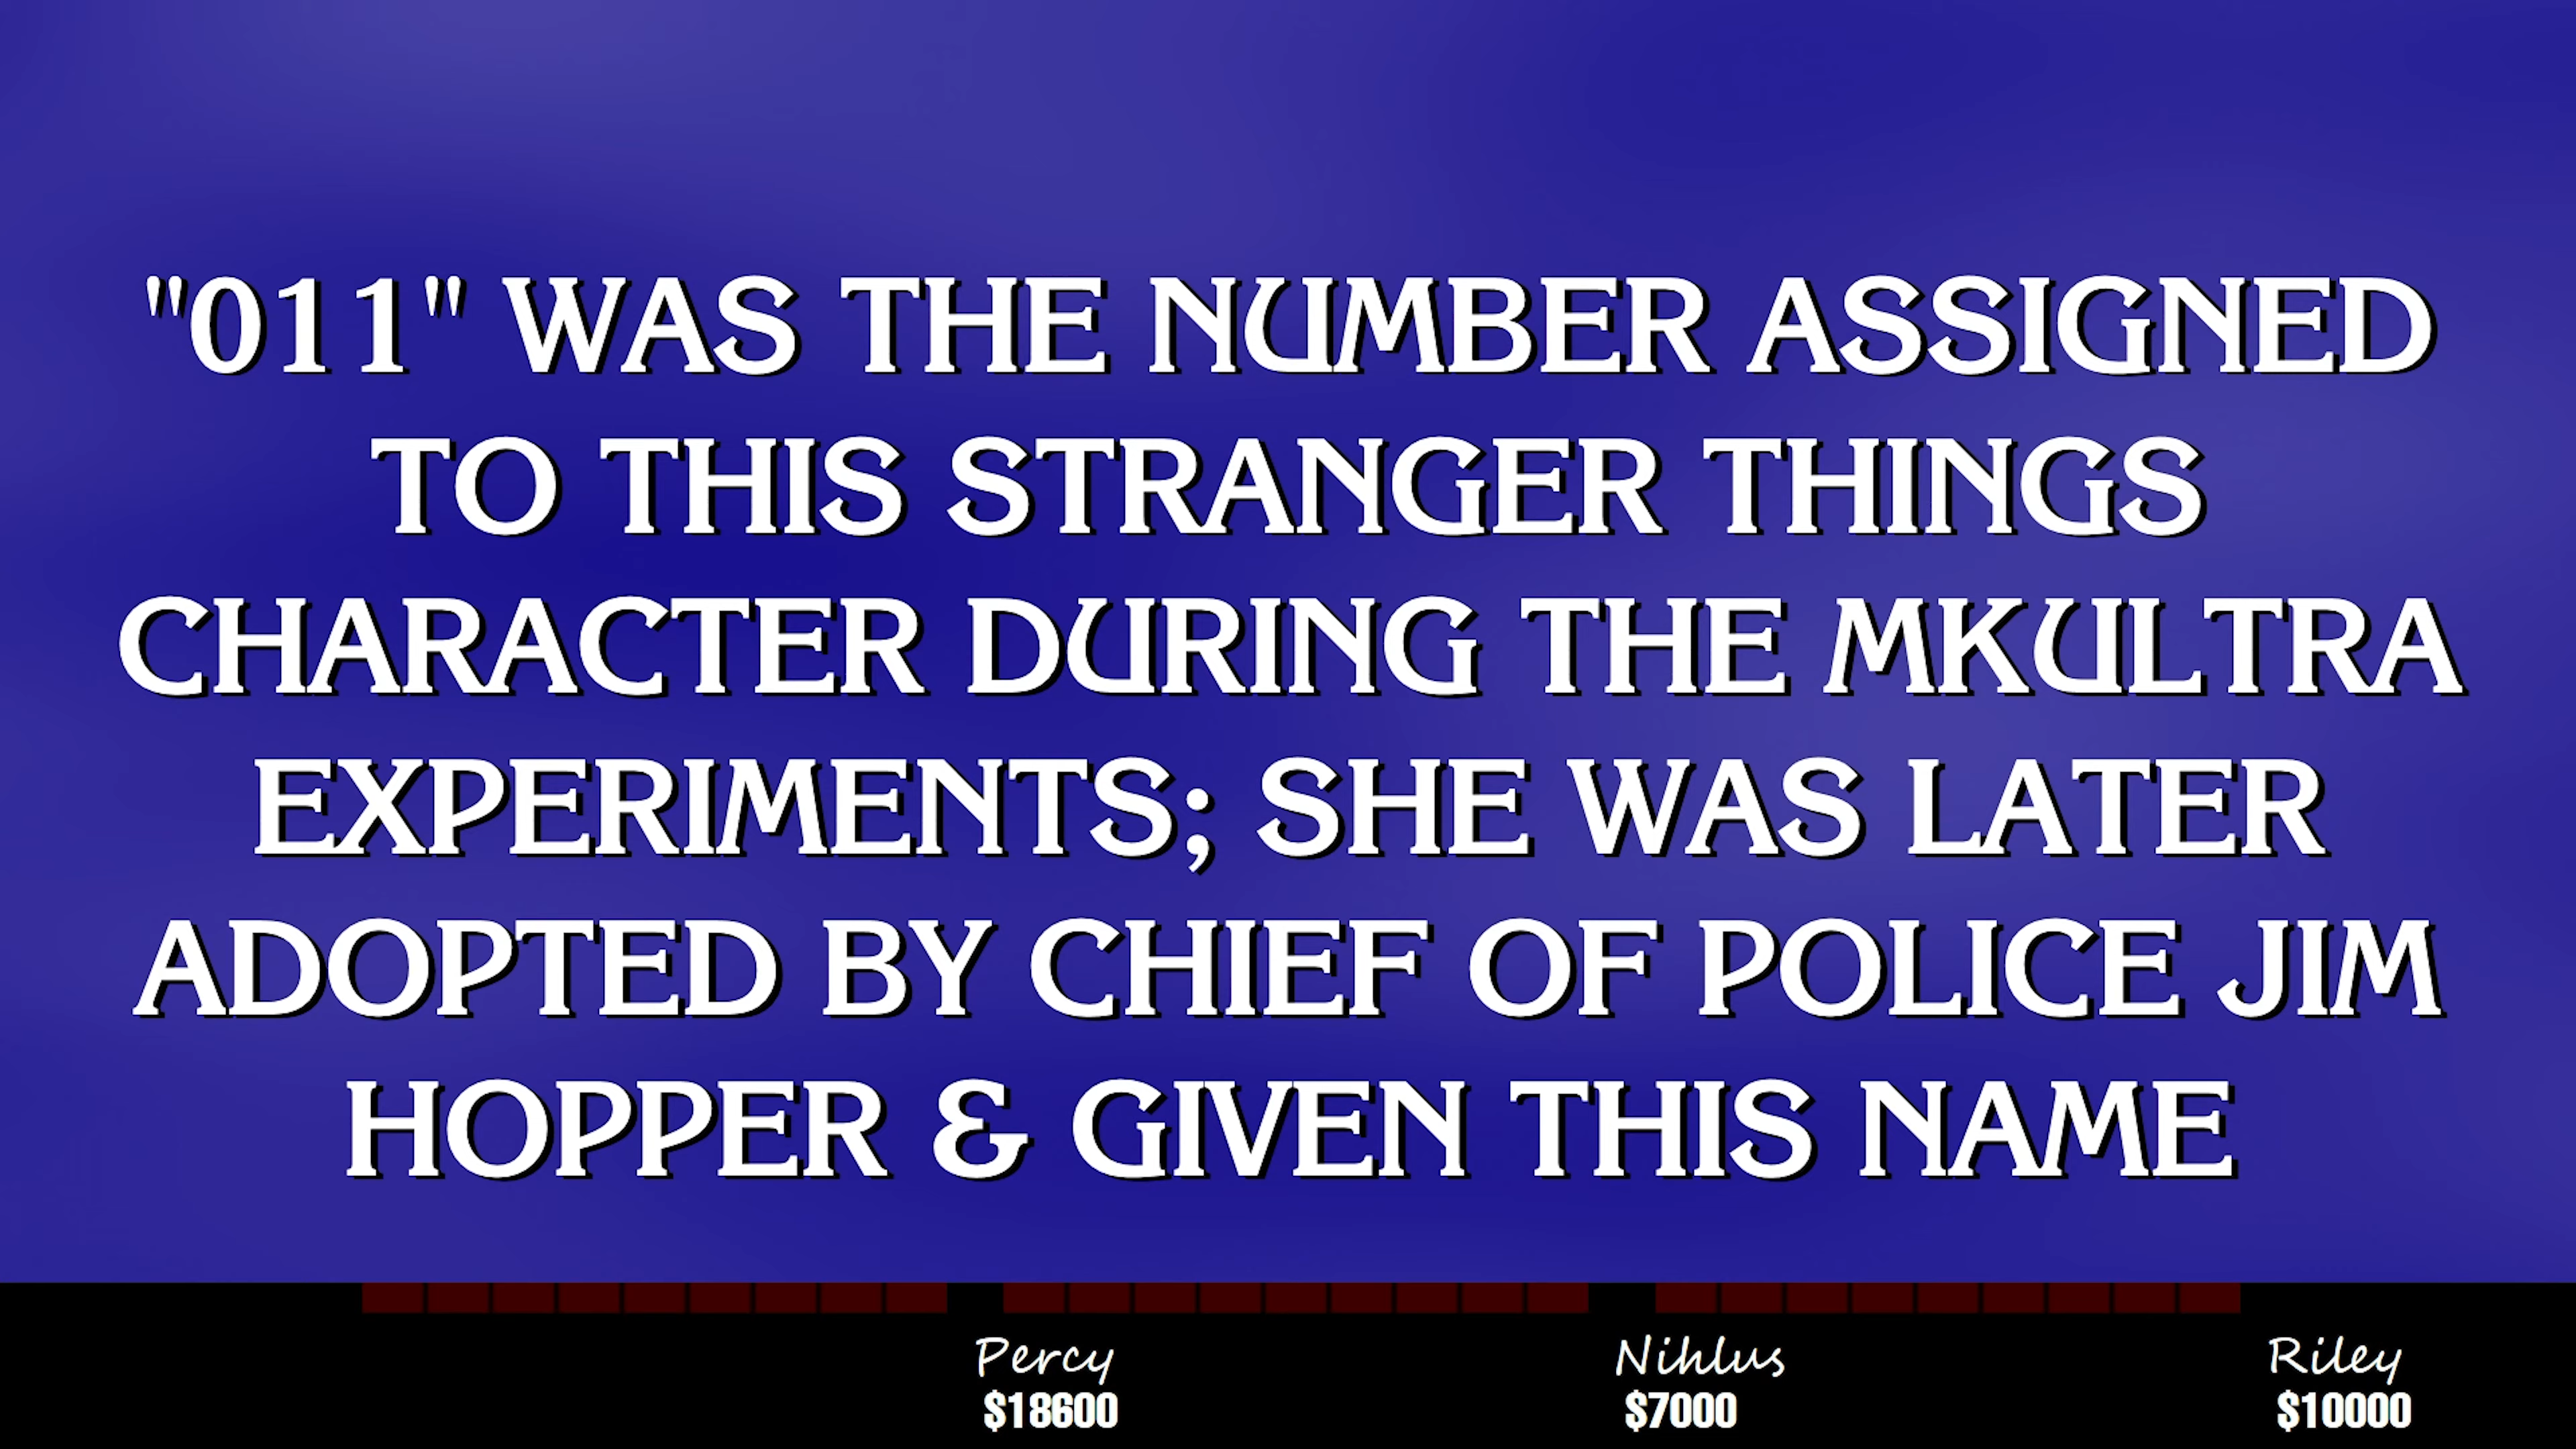 "011" WAS THE NUMBER ASSIGNED
TO THIS STRANGER THINGS
CHARACTER DURING THE MKULTRA
EXPERIMENTS; SHE WAS LATER
ADOPTED BY CHIEF OF POLICE JIM
HOPPER & GIVEN THIS NAME
Percy
$18600
Nihlus
$7000
Riley
$10000